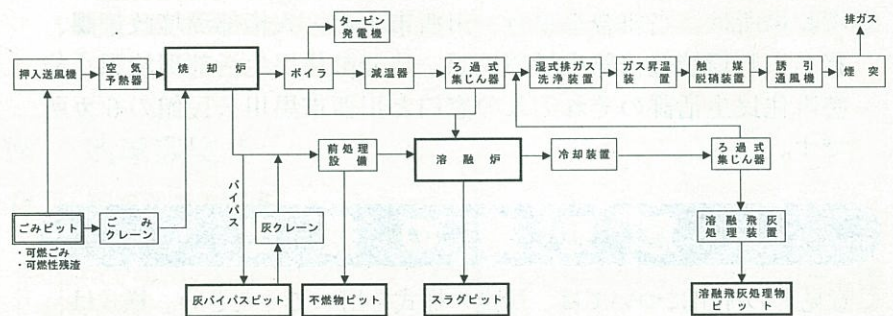 排ガス
タービン
発電機
押入送風機
空気
予熱器
焼却炉
ボイラ
減温器
ろ過式
集じん器
湿式排ガス
洗浄装置
ガス昇温
装置
触媒
脱硝装置
誘引
通風機
煙突
前処理
設備
溶融炉
冷却装置
ろ過式
集じん器
バイパス
ごみピット
ごみ
クレーン
灰クレーン
溶融飛灰
処理装置
・可燃ごみ
・可燃性残渣
灰バイパスピット
不燃物ピット
スラグピット
溶融飛灰処理物
ピット